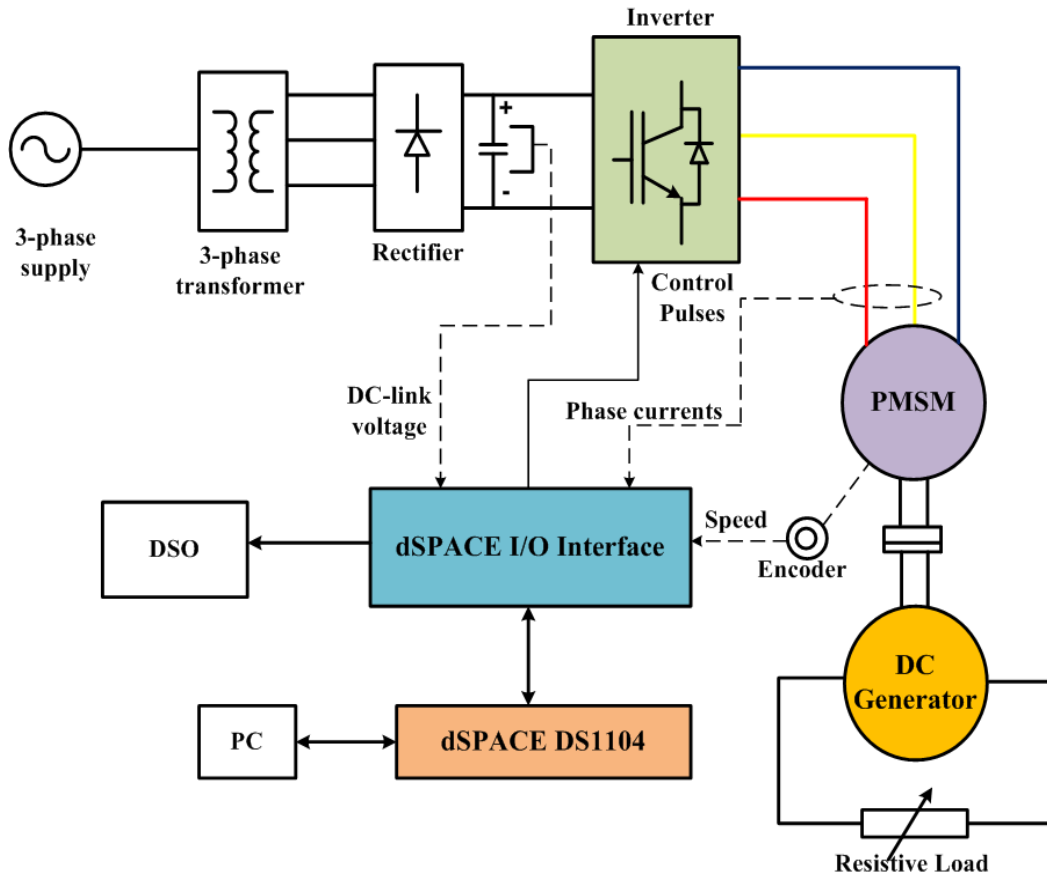 Inverter
+
-
3-phase
supply
3-phase
transformer
Rectifier
Control
Pulses
DC-link
voltage
Phase currents
PMSM
DSO
dSPACE I/O Interface
Speed
Encoder
DC
Generator
PC
dSPACE DS1104
Resistive Load